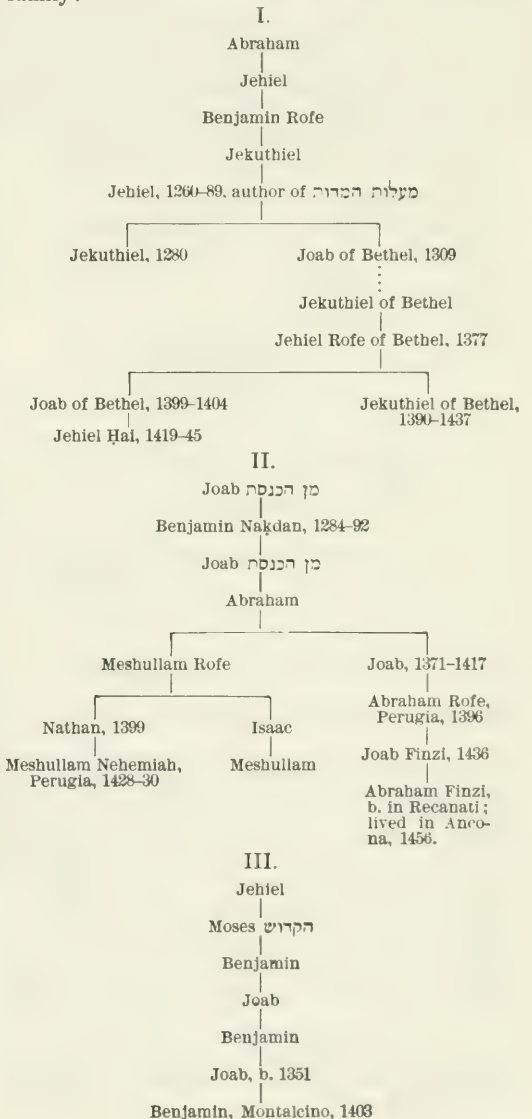 family:
I.
Abraham
Jehiel
Benjamin Rofe
Jekuthiel
Jehiel, 1260–89, author of מעלות המדות
Jekuthiel, 1280
Joab of Bethel, 1309
Jekuthiel of Bethel
Jehiel Rofe of Bethel, 1377
Joab of Bethel, 1399–1404
Jekuthiel of Bethel,
1390–1437
Jehiel Ḥai, 1419–45
II.
Joab מן הכנסת
Benjamin Naḳdan, 1284–92
Joab מן הכנסת
Abraham
Meshullam Rofe
Joab, 1371–1417
Nathan, 1399
Isaac
Abraham Rofe,
Perugia, 1396
Meshullam Nehemiah,
Perugia, 1428–30
Meshullam
Joab Finzi, 1436
Abraham Finzi,
b. in Recanati;
lived in Anco-
na, 1456.
III.
Jehiel
Moses הקדוש
Benjamin
Joab
Benjamin
Joab, b. 1351
Benjamin, Montalcino, 1403